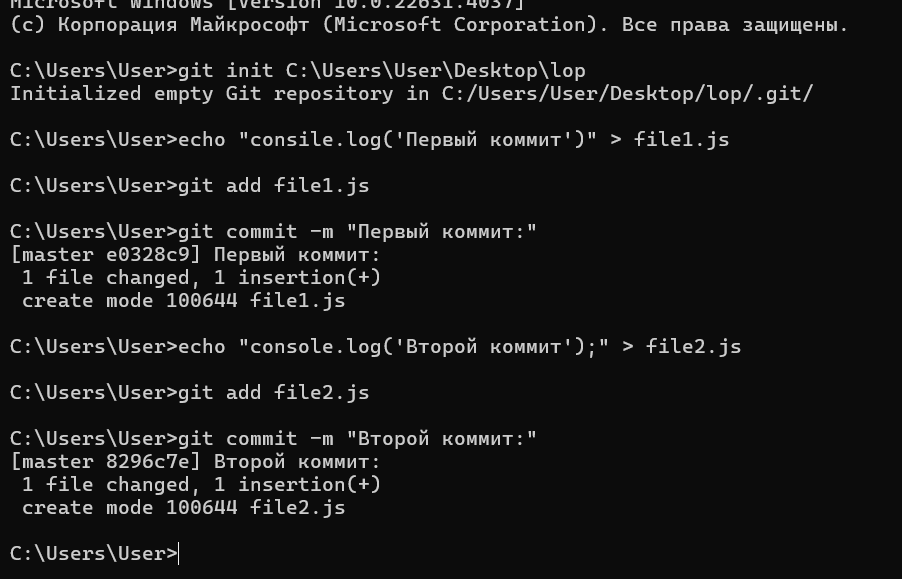 Microsoft Windows [Version 10.0.22631.4037]
(c) Корпорация Майкрософт (Microsoft Corporation). Все права защищены.
C:\Users\User>git init C:\Users\User\Desktop\lop
Initialized empty Git repository in C:/Users/User/Desktop/lop/.git/
C:\Users\User>echo "consile.log('Первый коммит')" > file1.js
C:\Users\User>git add file1.js
C:\Users\User>git commit -m "Первый коммит:"
[master e0328c9] Первый коммит:
1 file changed, 1 insertion(+)
create mode 100644 file1.js
C:\Users\User>echo "console.log('Второй коммит');" > file2.js
C:\Users\User>git add file2.js
C:\Users\User>git commit -m "Второй коммит:"
[master 8296c7e] Второй коммит:
1 file changed, 1 insertion(+)
create mode 100644 file2.js
C:\Users\User>